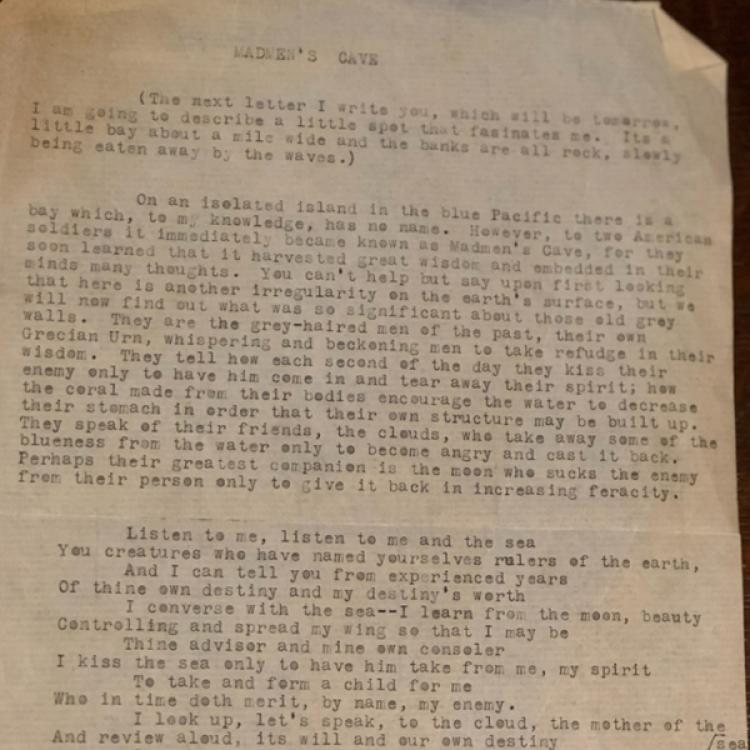 MADMEN'S CAVE
(The next letter I write you, which will be tomorrow,
I am going to describe a little spot that fasinates me. Its a
little bay about a mile wide and the banks are all rock, slowly
being eaten away by the waves.)
On an isolated island in the blue Pacific there is a
bay which, to my knowledge, has no name. However, to two American
soldiers it immediately became known as Madmen's Cave, for they
soon learned that it harvested great wisdom and embedded in their
minds many thoughts. You can't help but say upon first looking
that here is another irregularity on the earth's surface, but we
will now find out what was so significant about those old grey
walls. They are the grey-haired men of the past, their own
Grecian Urn, whispering and beckoning men to take refudge in their
wisdom. They tell how each second of the day they kiss their
enemy only to have him come in and tear away their spirit; how
the coral made from their bodies encourage the water to decrease
their stomach in order that their own structure may be built up.
They speak of their friends, the clouds, who take away some of the
blueness from the water only to become angry and cast it back.
Perhaps their greatest companion is the moon who sucks the enemy
from their person only to give it back in increasing feracity.
Listen to me, listen to me and the sea
You creatures who have named yourselves rulers of the earth,
And I can tell you from experienced years
Of thine own destiny and my destiny's worth
I converse with the sea--I learn from the moon, beauty
Controlling and spread my wing so that I may be
Thine advisor and mine own consoler
I kiss the sea only to have him take from me, my spirit
To take and form a child for me
Who in time doth merit, by name, my enemy.
I look up, let's speak, to the cloud, the mother of the
And review aloud, its will and our own destiny /sea